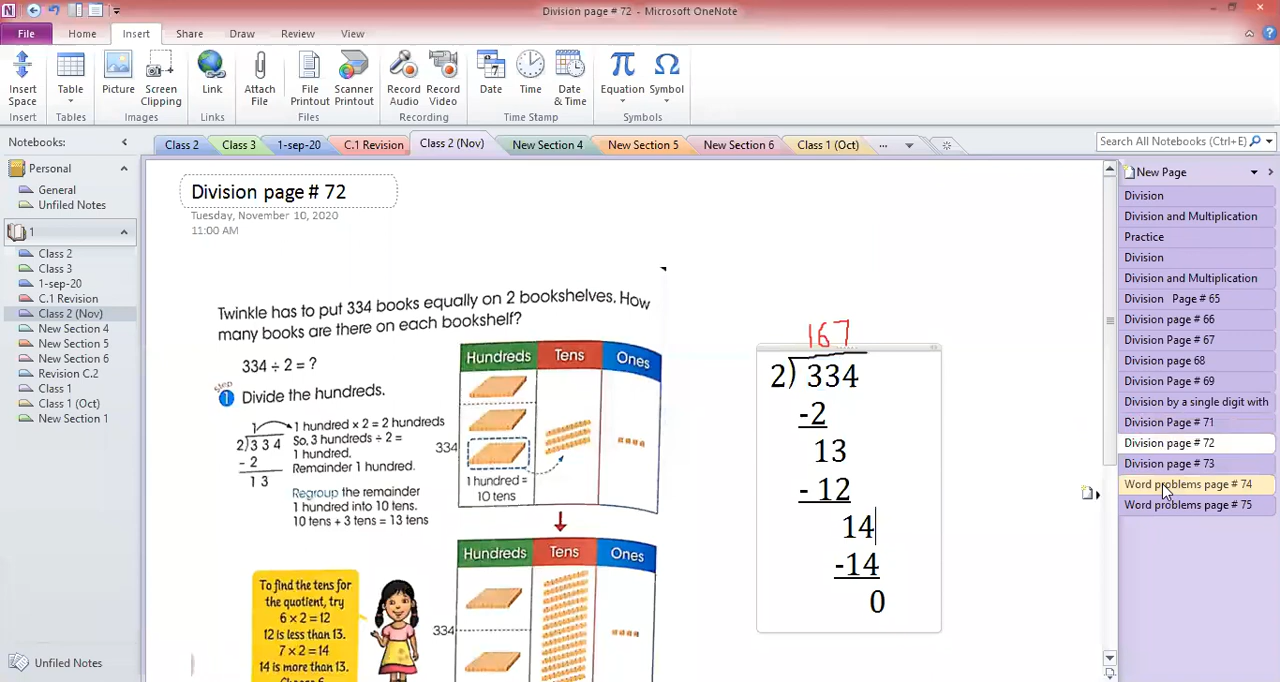 Division page # 72 - Microsoft OneNote
File Home Insert Share Draw Review View
Insert Space Table Picture Screen Clipping Link Attach File File Printout Scanner Printout Record Audio Record Video Date Time Date & Time Equation Symbol
Insert Tables Images Links Files Recording Time Stamp Symbols
Notebooks:
Class 2 Class 3 1-sep-20 C.1 Revision Class 2 (Nov) New Section 4 New Section 5 New Section 6 Class 1 (Oct) ...
Search All Notebooks (Ctrl+E)
Personal
General
Unfiled Notes
1
Class 2
Class 3
1-sep-20
C.1 Revision
Class 2 (Nov)
New Section 4
New Section 5
New Section 6
Revision C.2
Class 1
Class 1 (Oct)
New Section 1
Unfiled Notes
Division page # 72
Tuesday, November 10, 2020
11:00 AM
Twinkle has to put 334 books equally on 2 bookshelves. How
many books are there on each bookshelf?
334 ÷ 2 = ?
step
1 Divide the hundreds.
1
2)3 3 4
- 2
1 3
1 hundred x 2 = 2 hundreds
So, 3 hundreds ÷ 2 =
1 hundred.
Remainder 1 hundred.
Regroup the remainder
1 hundred into 10 tens.
10 tens + 3 tens = 13 tens
Hundreds Tens Ones
334
1 hundred =
10 tens
Hundreds Tens Ones
334
To find the tens for
the quotient, try
6 × 2 = 12
12 is less than 13.
7 × 2 = 14
14 is more than 13.
167
2) 334
-2
13
- 12
14
-14
0
New Page
Division
Division and Multiplication
Practice
Division
Division and Multiplication
Division Page # 65
Division page # 66
Division Page # 67
Division page 68
Division Page # 69
Division by a single digit with
Division Page # 71
Division page # 72
Division page # 73
Word problems page # 74
Word problems page # 75